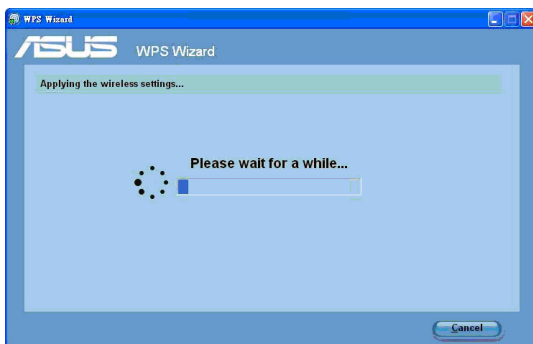 WPS Wizard
ASUS WPS Wizard
Applying the wireless settings...
Please wait for a while...
Cancel